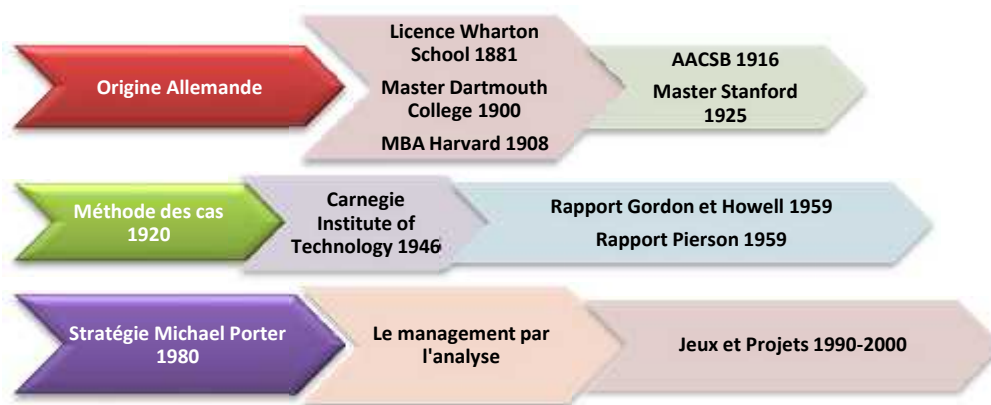 Origine Allemande
Licence Wharton
School 1881
Master Dartmouth
College 1900
MBA Harvard 1908
AACSB 1916
Master Stanford
1925
Méthode des cas
1920
Carnegie
Institute of
Technology 1946
Rapport Gordon et Howell 1959
Rapport Pierson 1959
Stratégie Michael Porter
1980
Le management par
l'analyse
Jeux et Projets 1990-2000